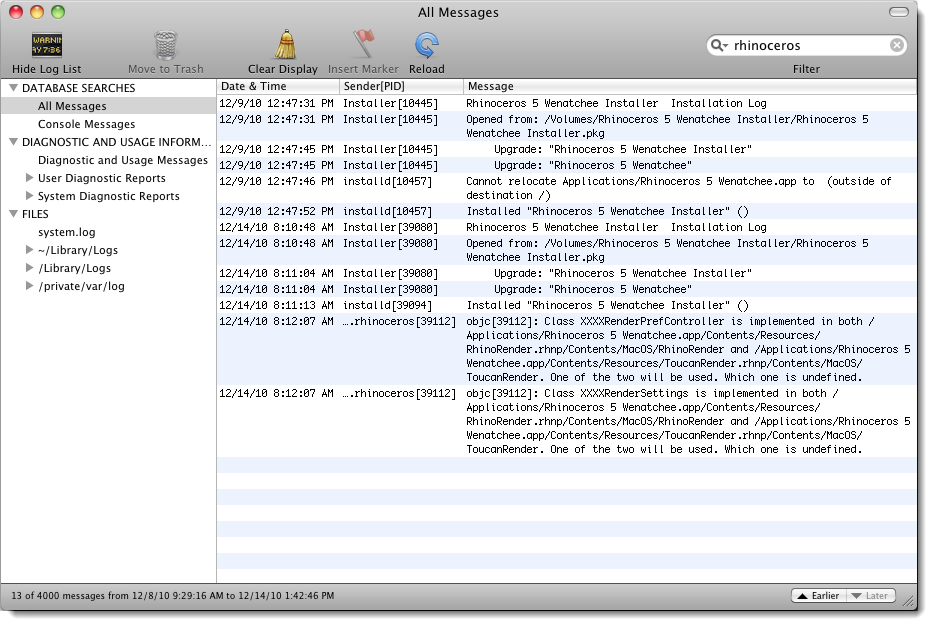 All Messages
WARNIN
AY 7:36
Hide Log List
Move to Trash
Clear Display
Insert Marker
Reload
rhinoceros
Filter
DATABASE SEARCHES
All Messages
Console Messages
DIAGNOSTIC AND USAGE INFORM...
Diagnostic and Usage Messages
User Diagnostic Reports
System Diagnostic Reports
FILES
system.log
~/Library/Logs
/Library/Logs
/private/var/log
Date & Time Sender[PID] Message
12/9/10 12:47:31 PM Installer[10445] Rhinoceros 5 Wenatchee Installer  Installation Log
12/9/10 12:47:31 PM Installer[10445] Opened from: /Volumes/Rhinoceros 5 Wenatchee Installer/Rhinoceros 5
Wenatchee Installer.pkg
12/9/10 12:47:45 PM Installer[10445] Upgrade: "Rhinoceros 5 Wenatchee Installer"
12/9/10 12:47:45 PM Installer[10445] Upgrade: "Rhinoceros 5 Wenatchee"
12/9/10 12:47:46 PM installd[10457] Cannot relocate Applications/Rhinoceros 5 Wenatchee.app to  (outside of
destination /)
12/9/10 12:47:52 PM installd[10457] Installed "Rhinoceros 5 Wenatchee Installer" ()
12/14/10 8:10:48 AM Installer[39080] Rhinoceros 5 Wenatchee Installer  Installation Log
12/14/10 8:10:48 AM Installer[39080] Opened from: /Volumes/Rhinoceros 5 Wenatchee Installer/Rhinoceros 5
Wenatchee Installer.pkg
12/14/10 8:11:04 AM Installer[39080] Upgrade: "Rhinoceros 5 Wenatchee Installer"
12/14/10 8:11:04 AM Installer[39080] Upgrade: "Rhinoceros 5 Wenatchee"
12/14/10 8:11:13 AM installd[39094] Installed "Rhinoceros 5 Wenatchee Installer" ()
12/14/10 8:12:07 AM ….rhinoceros[39112] objc[39112]: Class XXXXRenderPrefController is implemented in both /
Applications/Rhinoceros 5 Wenatchee.app/Contents/Resources/
RhinoRender.rhnp/Contents/MacOS/RhinoRender and /Applications/Rhinoceros 5
Wenatchee.app/Contents/Resources/ToucanRender.rhnp/Contents/MacOS/
ToucanRender. One of the two will be used. Which one is undefined.
12/14/10 8:12:07 AM ….rhinoceros[39112] objc[39112]: Class XXXXRenderSettings is implemented in both /
Applications/Rhinoceros 5 Wenatchee.app/Contents/Resources/
RhinoRender.rhnp/Contents/MacOS/RhinoRender and /Applications/Rhinoceros 5
Wenatchee.app/Contents/Resources/ToucanRender.rhnp/Contents/MacOS/
ToucanRender. One of the two will be used. Which one is undefined.
13 of 4000 messages from 12/8/10 9:29:16 AM to 12/14/10 1:42:46 PM
Earlier
Later